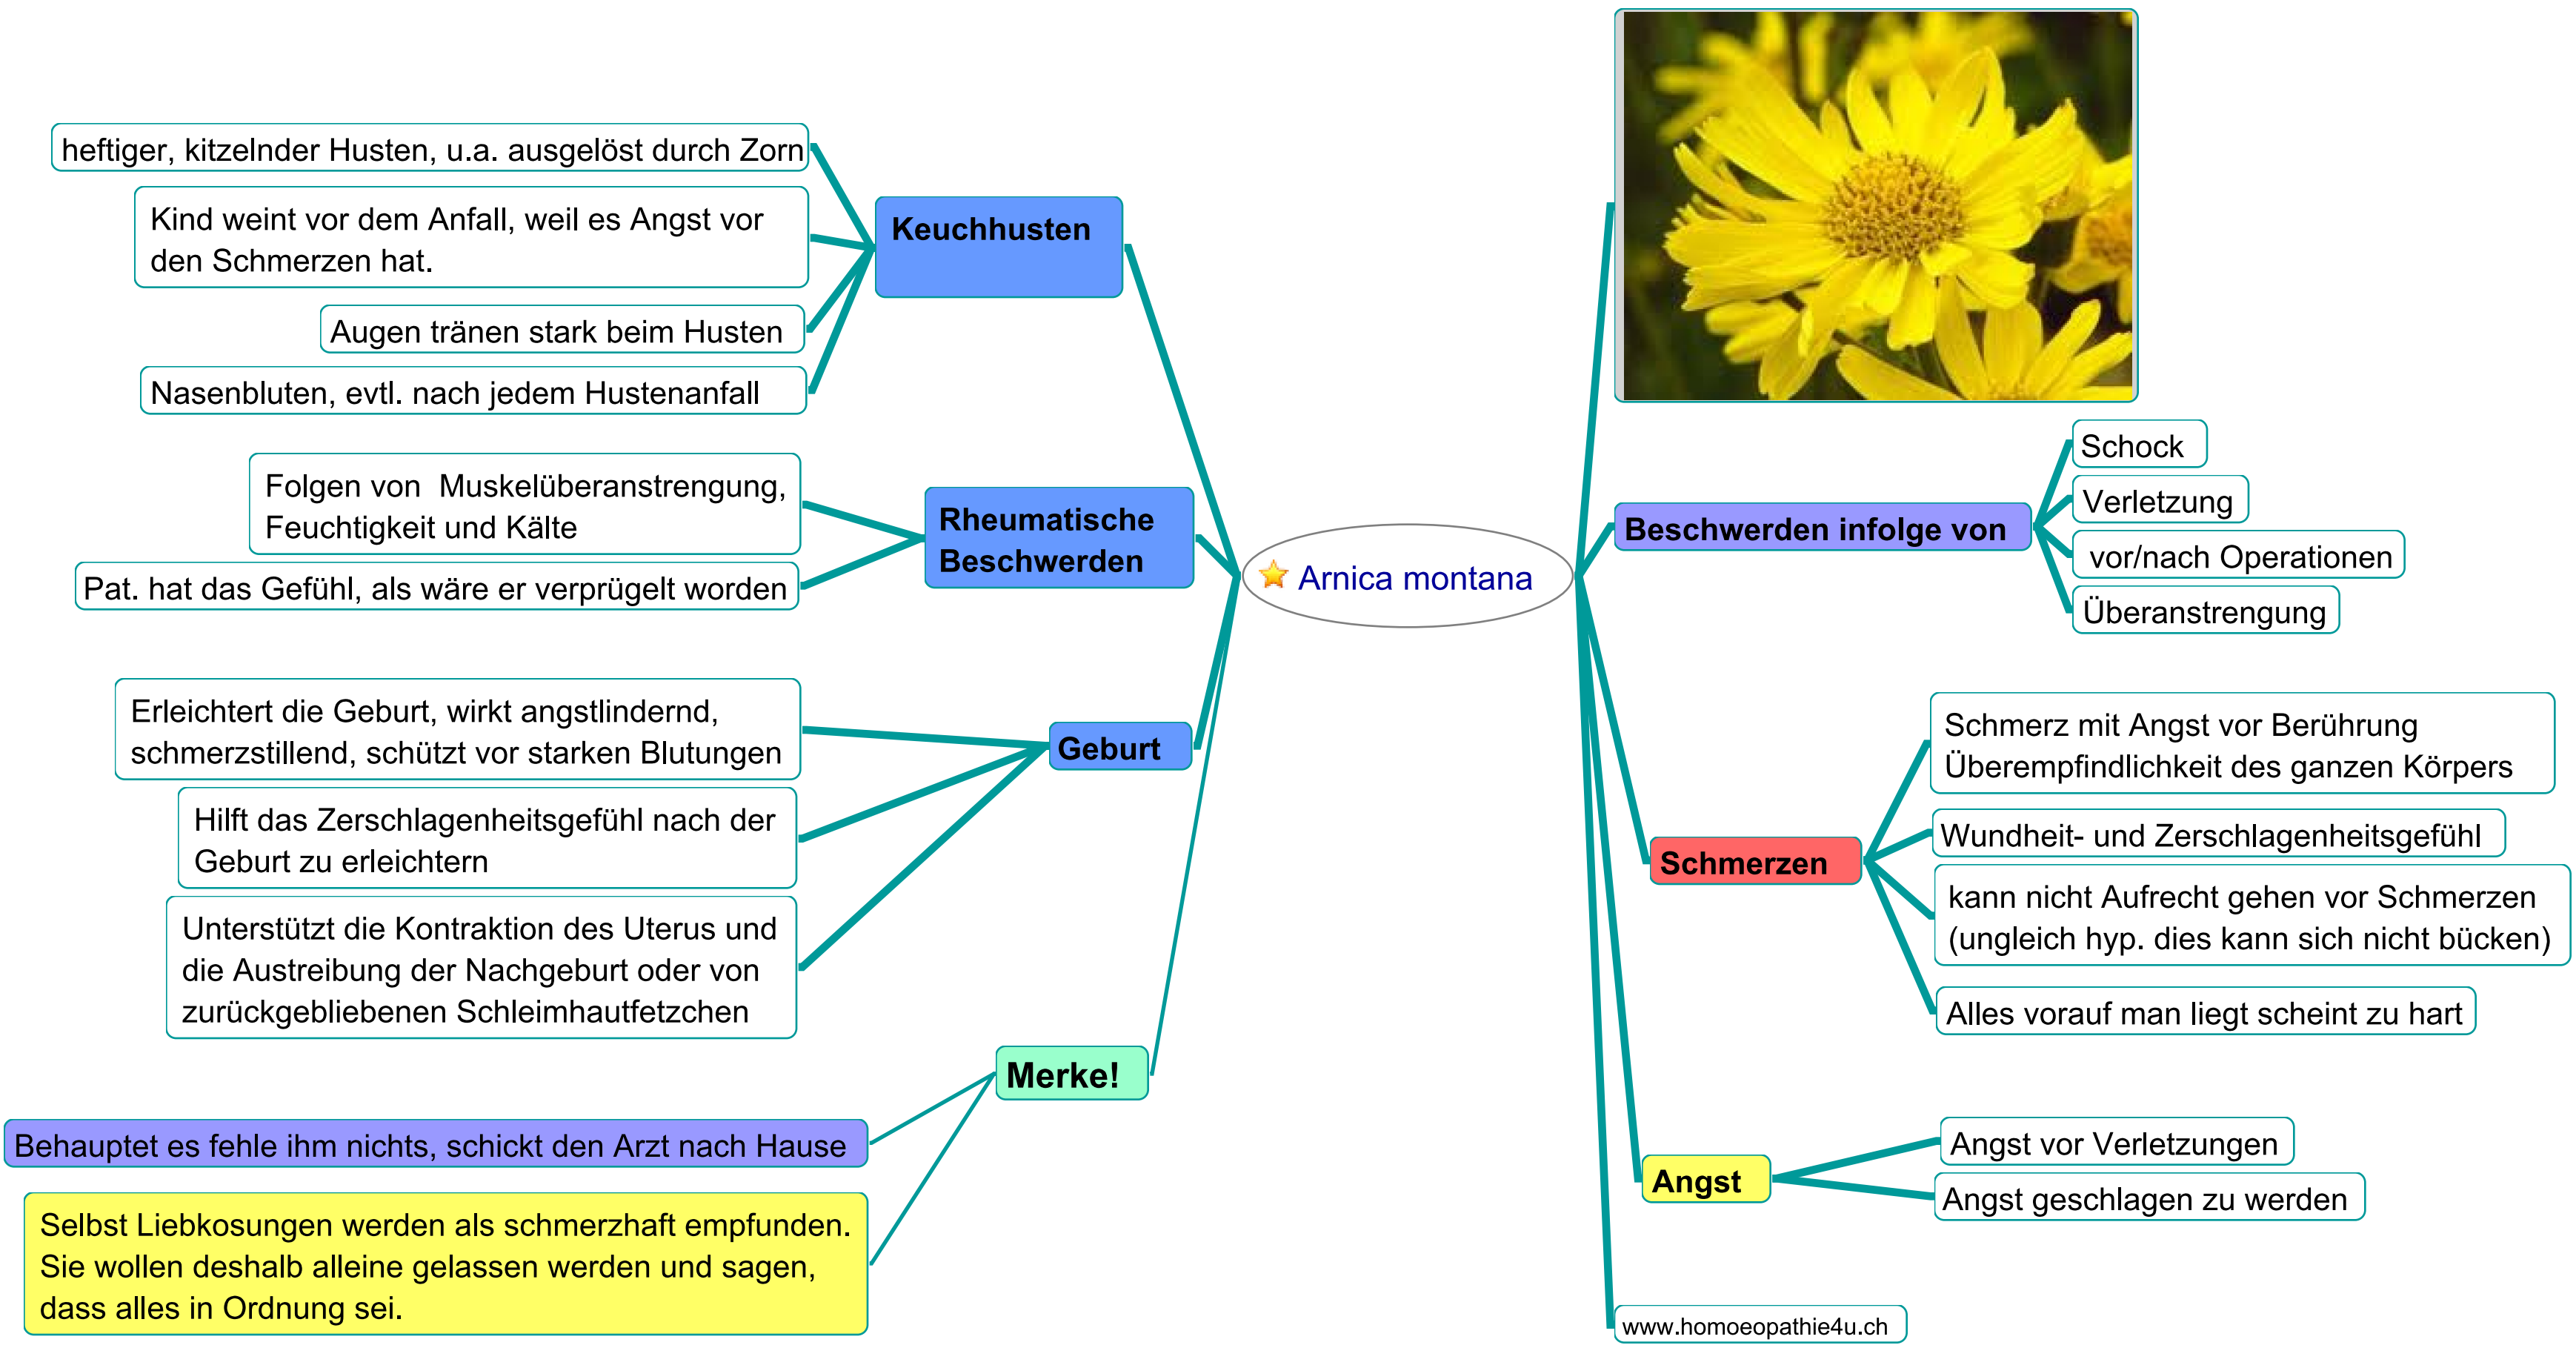 Arnica montana
Keuchhusten
heftiger, kitzelnder Husten, u.a. ausgelöst durch Zorn
Kind weint vor dem Anfall, weil es Angst vor
den Schmerzen hat.
Augen tränen stark beim Husten
Nasenbluten, evtl. nach jedem Hustenanfall
Rheumatische
Beschwerden
Folgen von  Muskelüberanstrengung,
Feuchtigkeit und Kälte
Pat. hat das Gefühl, als wäre er verprügelt worden
Geburt
Erleichtert die Geburt, wirkt angstlindernd,
schmerzstillend, schützt vor starken Blutungen
Hilft das Zerschlagenheitsgefühl nach der
Geburt zu erleichtern
Unterstützt die Kontraktion des Uterus und
die Austreibung der Nachgeburt oder von
zurückgebliebenen Schleimhautfetzchen
Merke!
Behauptet es fehle ihm nichts, schickt den Arzt nach Hause
Selbst Liebkosungen werden als schmerzhaft empfunden.
Sie wollen deshalb alleine gelassen werden und sagen,
dass alles in Ordnung sei.
Beschwerden infolge von
Schock
Verletzung
vor/nach Operationen
Überanstrengung
Schmerzen
Schmerz mit Angst vor Berührung
Überempfindlichkeit des ganzen Körpers
Wundheit- und Zerschlagenheitsgefühl
kann nicht Aufrecht gehen vor Schmerzen
(ungleich hyp. dies kann sich nicht bücken)
Alles vorauf man liegt scheint zu hart
Angst
Angst vor Verletzungen
Angst geschlagen zu werden
www.homoeopathie4u.ch